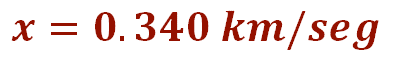 x = 0.340 km/seg